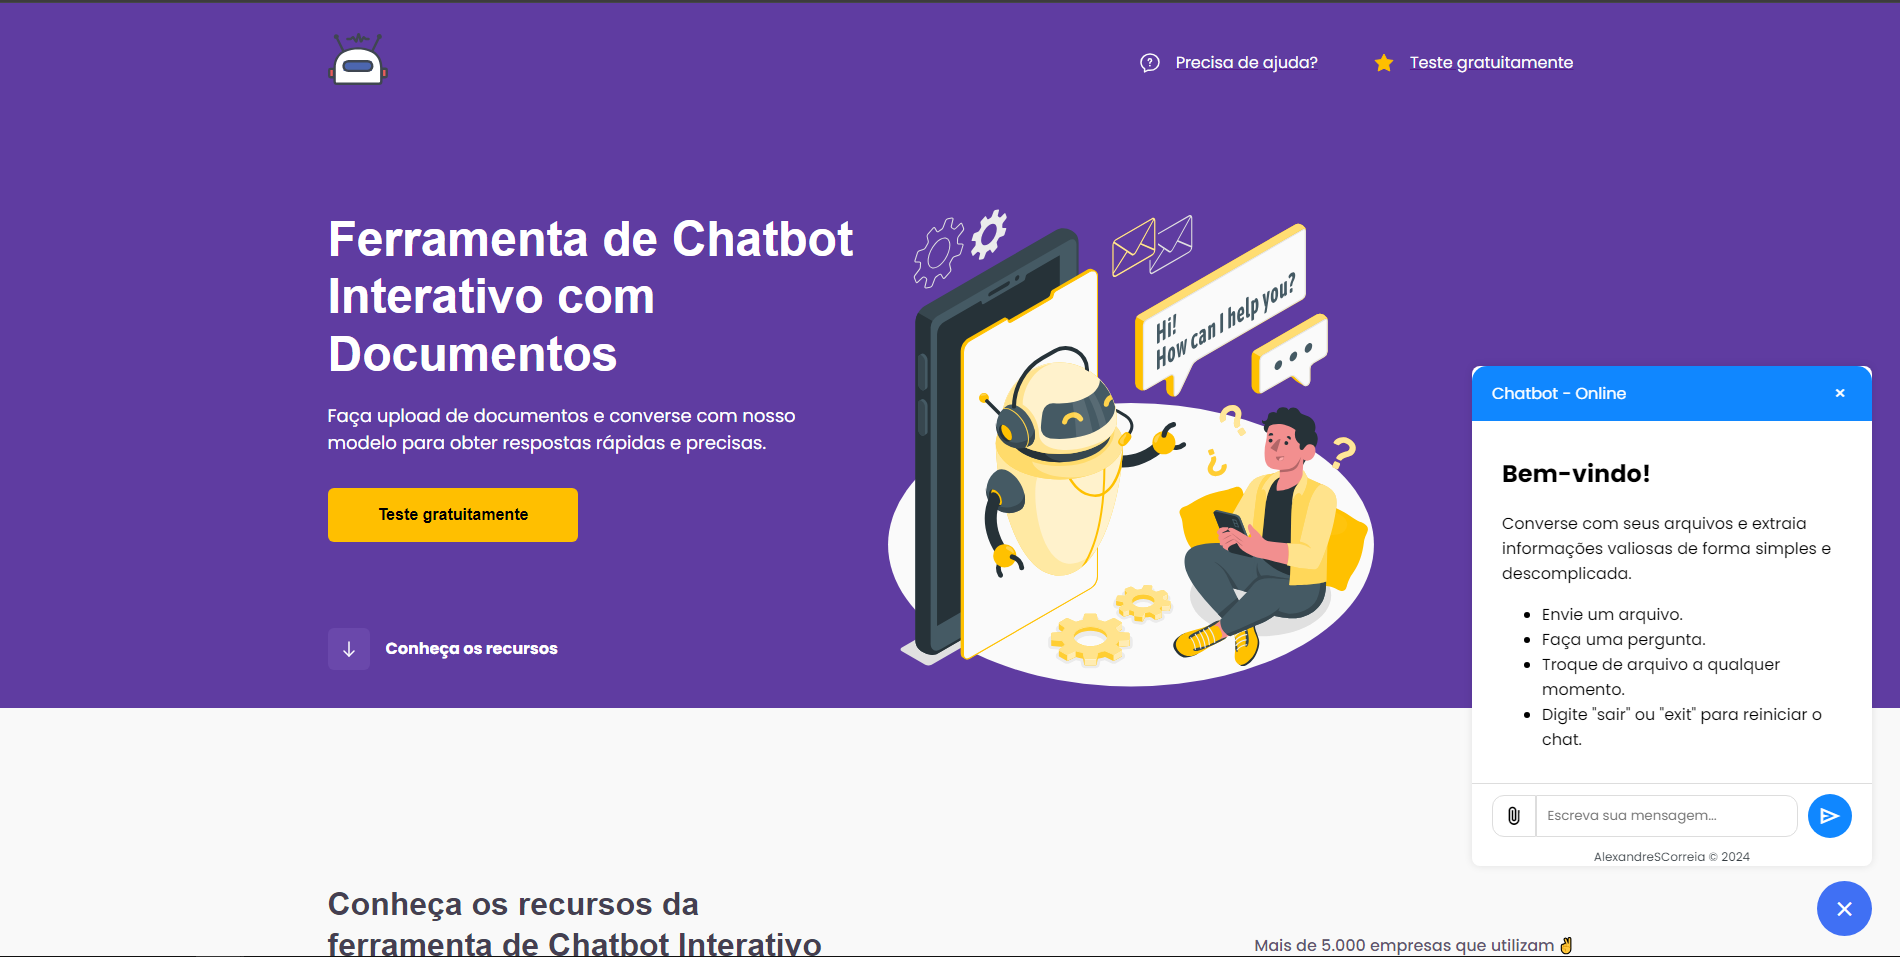 Precisa de ajuda?
Teste gratuitamente
Ferramenta de Chatbot
Interativo com
Documentos
Faça upload de documentos e converse com nosso
modelo para obter respostas rápidas e precisas.
Teste gratuitamente
Conheça os recursos
Hi!
How can I help you?
Chatbot - Online
Bem-vindo!
Converse com seus arquivos e extraia
informações valiosas de forma simples e
descomplicada.
Envie um arquivo.
Faça uma pergunta.
Troque de arquivo a qualquer
momento.
Digite "sair" ou "exit" para reiniciar o
chat.
Escreva sua mensagem...
AlexandreSCorreia © 2024
Conheça os recursos da
ferramenta de Chatbot Interativo
Mais de 5.000 empresas que utilizam ✌